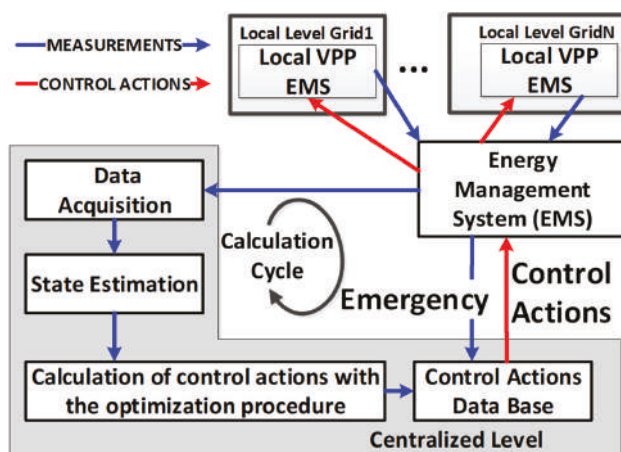 MEASUREMENTS
CONTROL ACTIONS
Local Level Grid1
Local VPP
EMS
...
Local Level GridN
Local VPP
EMS
Energy
Management
System (EMS)
Data
Acquisition
State Estimation
Calculation
Cycle
Emergency
Control
Actions
Calculation of control actions with
the optimization procedure
Control Actions
Data Base
Centralized Level